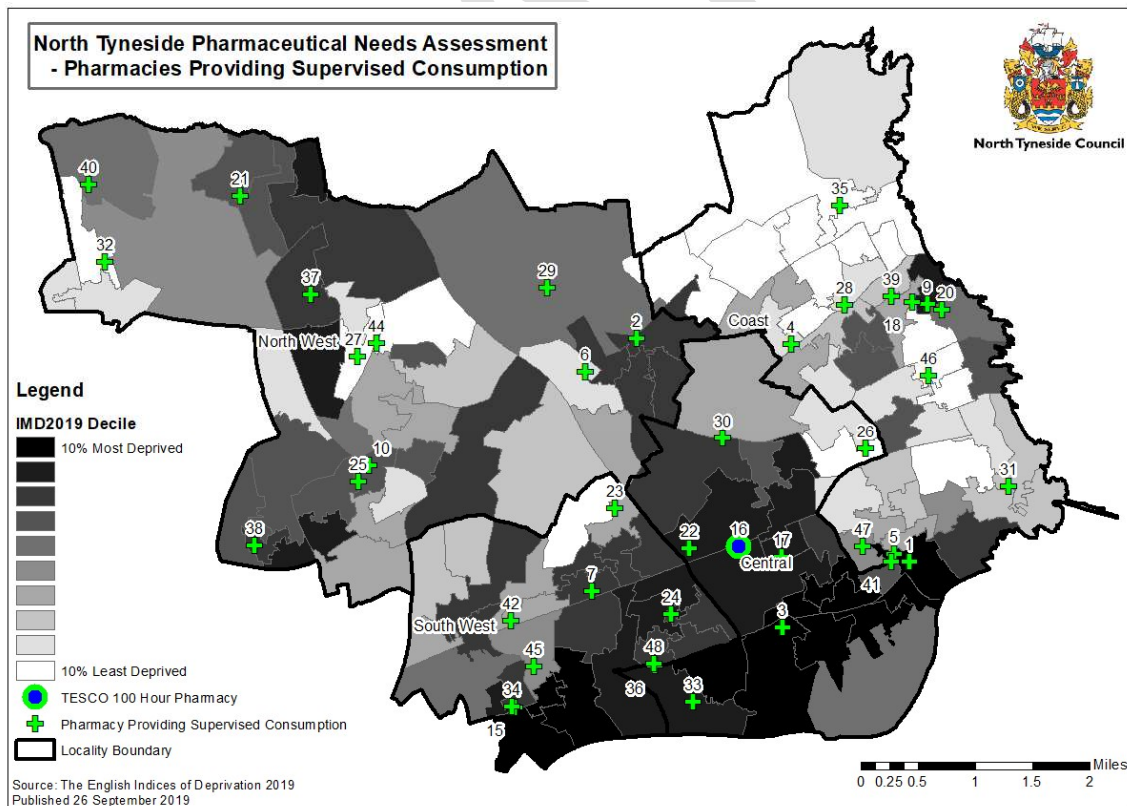 North Tyneside Pharmaceutical Needs Assessment
- Pharmacies Providing Supervised Consumption
North Tyneside Council
40
21
35
32
37
29
28
39
9
20
2
Coast
4
18
44
North West
27
6
46
30
26
10
25
31
23
38
22
16
17
47
5
1
Central
41
7
24
42
South West
3
45
48
34
36
33
15
Legend
IMD2019 Decile
10% Most Deprived
10% Least Deprived
TESCO 100 Hour Pharmacy
Pharmacy Providing Supervised Consumption
Locality Boundary
Source: The English Indices of Deprivation 2019
Published 26 September 2019
Miles
0 0.25 0.5 1 1.5 2